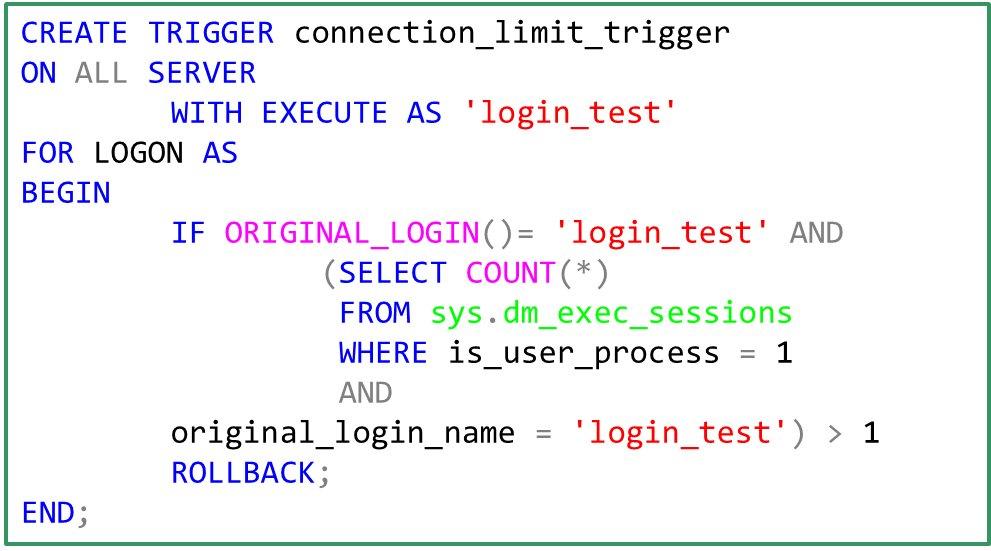 CREATE TRIGGER connection_limit_trigger
ON ALL SERVER
WITH EXECUTE AS 'login_test'
FOR LOGON AS
BEGIN
IF ORIGINAL_LOGIN()= 'login_test' AND
(SELECT COUNT(*)
FROM sys.dm_exec_sessions
WHERE is_user_process = 1
AND
original_login_name = 'login_test') > 1
ROLLBACK;
END;